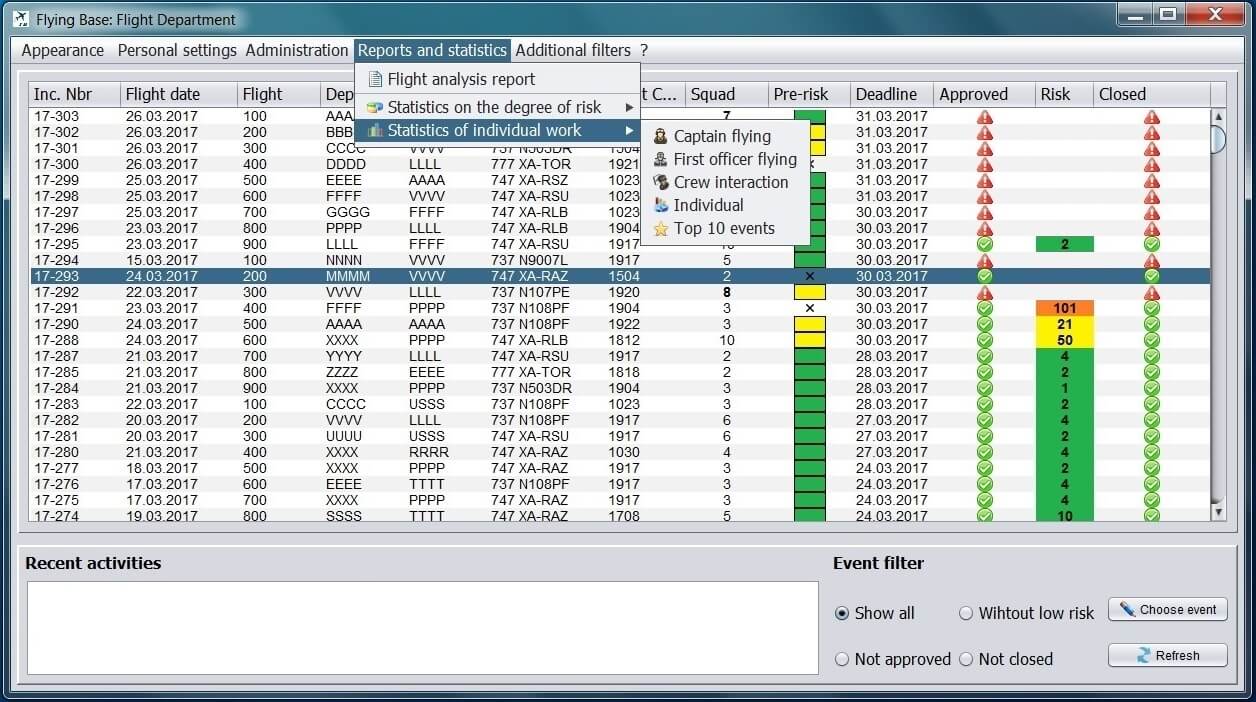 Flying Base: Flight Department
Appearance Personal settings Administration Reports and statistics Additional filters ?
Flight analysis report
Statistics on the degree of risk
Statistics of individual work
Captain flying
First officer flying
Crew interaction
Individual
Top 10 events
Inc. Nbr Flight date Flight Dep t C... Squad Pre-risk Deadline Approved Risk Closed
17-303 26.03.2017 100 AAA 7 31.03.2017
17-302 26.03.2017 200 BBB 31.03.2017
17-301 26.03.2017 300 CCCC VVVV 737 N503DR 1504 31.03.2017
17-300 26.03.2017 400 DDDD LLLL 777 XA-TOR 1921 31.03.2017
17-299 25.03.2017 500 EEEE AAAA 747 XA-RSZ 1023 31.03.2017
17-298 25.03.2017 600 FFFF VVVV 747 XA-RSU 1023 31.03.2017
17-297 25.03.2017 700 GGGG FFFF 747 XA-RLB 1023 30.03.2017
17-296 24.03.2017 800 PPPP LLLL 747 XA-RLB 1904 30.03.2017
17-295 23.03.2017 900 LLLL FFFF 747 XA-RSU 1917 10 30.03.2017 2
17-294 15.03.2017 100 NNNN VVVV 737 N9007L 1917 5 30.03.2017
17-293 24.03.2017 200 MMMM VVVV 747 XA-RAZ 1504 2 × 30.03.2017
17-292 22.03.2017 300 VVVV LLLL 737 N107PE 1920 8 30.03.2017
17-291 23.03.2017 400 FFFF PPPP 737 N108PF 1904 3 × 30.03.2017 101
17-290 24.03.2017 500 AAAA AAAA 737 N108PF 1922 3 30.03.2017 21
17-288 24.03.2017 600 XXXX PPPP 747 XA-RLB 1812 10 30.03.2017 50
17-287 21.03.2017 700 YYYY LLLL 747 XA-RSU 1917 2 28.03.2017 4
17-285 21.03.2017 800 ZZZZ EEEE 777 XA-TOR 1818 2 28.03.2017 2
17-284 21.03.2017 900 XXXX PPPP 737 N503DR 1904 3 28.03.2017 1
17-283 22.03.2017 100 CCCC USSS 737 N108PF 1023 3 28.03.2017 2
17-282 20.03.2017 200 VVVV LLLL 737 N108PF 1917 6 27.03.2017 4
17-281 20.03.2017 300 UUUU USSS 747 XA-RSU 1917 6 27.03.2017 2
17-280 21.03.2017 400 XXXX RRRR 747 XA-RAZ 1030 4 27.03.2017 4
17-277 18.03.2017 500 XXXX PPPP 747 XA-RAZ 1917 3 24.03.2017 2
17-276 17.03.2017 600 EEEE TTTT 737 N108PF 1917 3 24.03.2017 4
17-275 17.03.2017 700 XXXX PPPP 747 XA-RAZ 1917 3 24.03.2017 4
17-274 19.03.2017 800 SSSS TTTT 747 XA-RAZ 1708 5 24.03.2017 10
Recent activities Event filter
Show all Wihtout low risk Choose event
Not approved Not closed Refresh